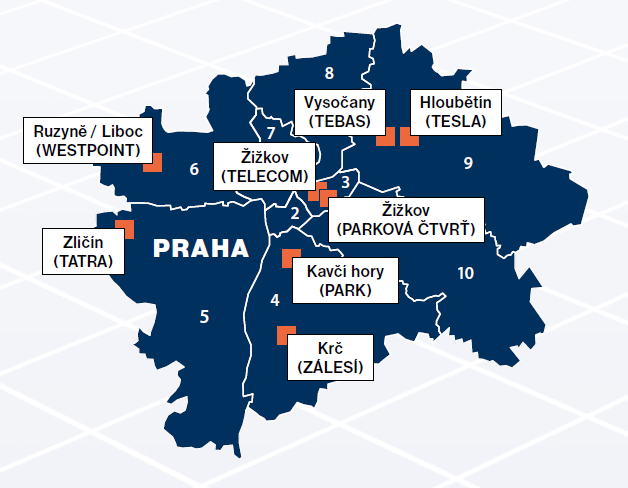 8
Vysočany
(TEBAS)
Hloubětín
(TESLA)
Ruzyně / Liboc
(WESTPOINT)
7
Žižkov
(TELECOM)
6
9
3
2
Žižkov
(PARKOVÁ ČTVRŤ)
Zličín
(TATRA)
PRAHA
Kavčí hory
(PARK)
10
4
5
Krč
(ZÁLESÍ)